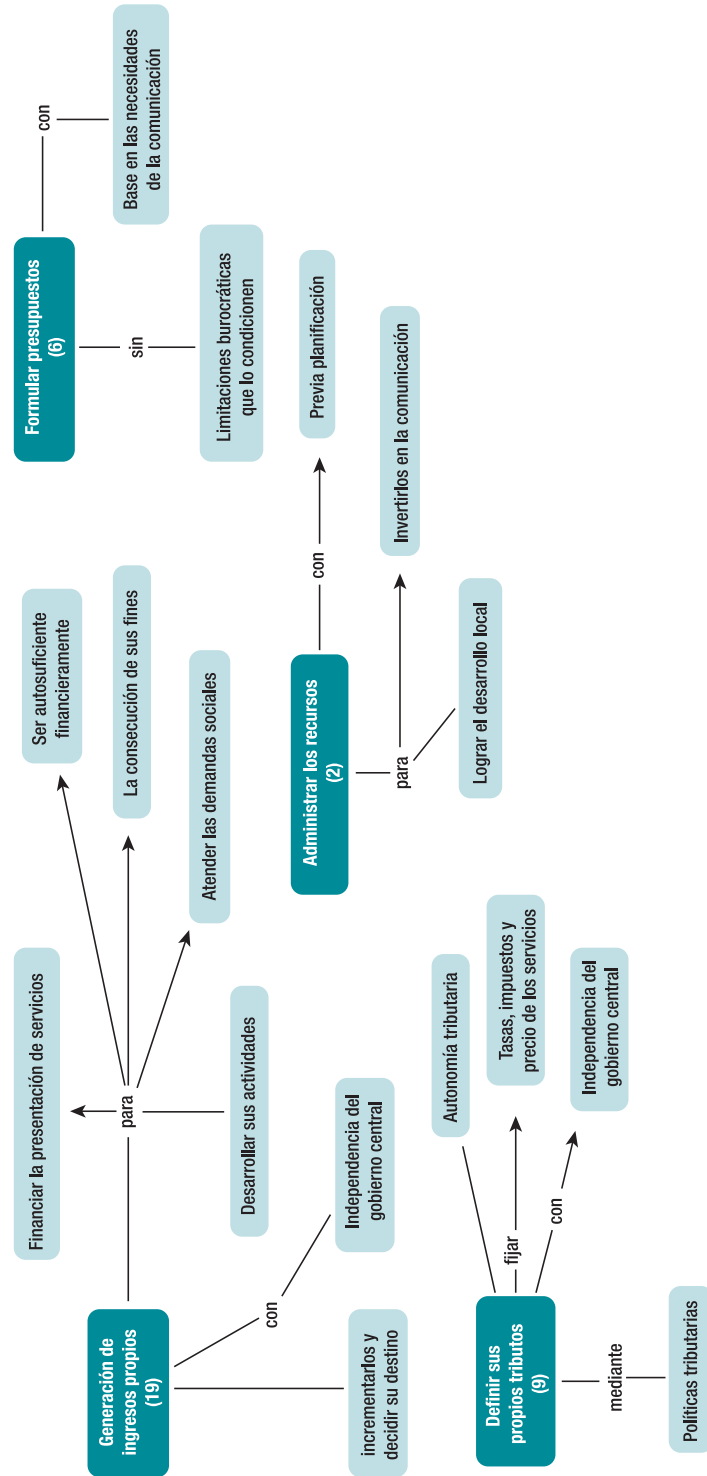 Generación de
ingresos propios
(19)
para
Financiar la presentación de servicios
Ser autosuficiente
financieramente
La consecución de sus fines
Atender las demandas sociales
Desarrollar sus actividades
con
Independencia del
gobierno central
incrementarlos y
decidir su destino
Formular presupuestos
(6)
con
Base en las necesidades
de la comunicación
sin
Limitaciones burocráticas
que lo condicionen
Administrar los recursos
(2)
con
Previa planificación
para
Invertirlos en la comunicación
Lograr el desarrollo local
Definir sus
propios tributos
(9)
Autonomía tributaria
fijar
Tasas, impuestos y
precio de los servicios
con
Independencia del
gobierno central
mediante
Políticas tributarias